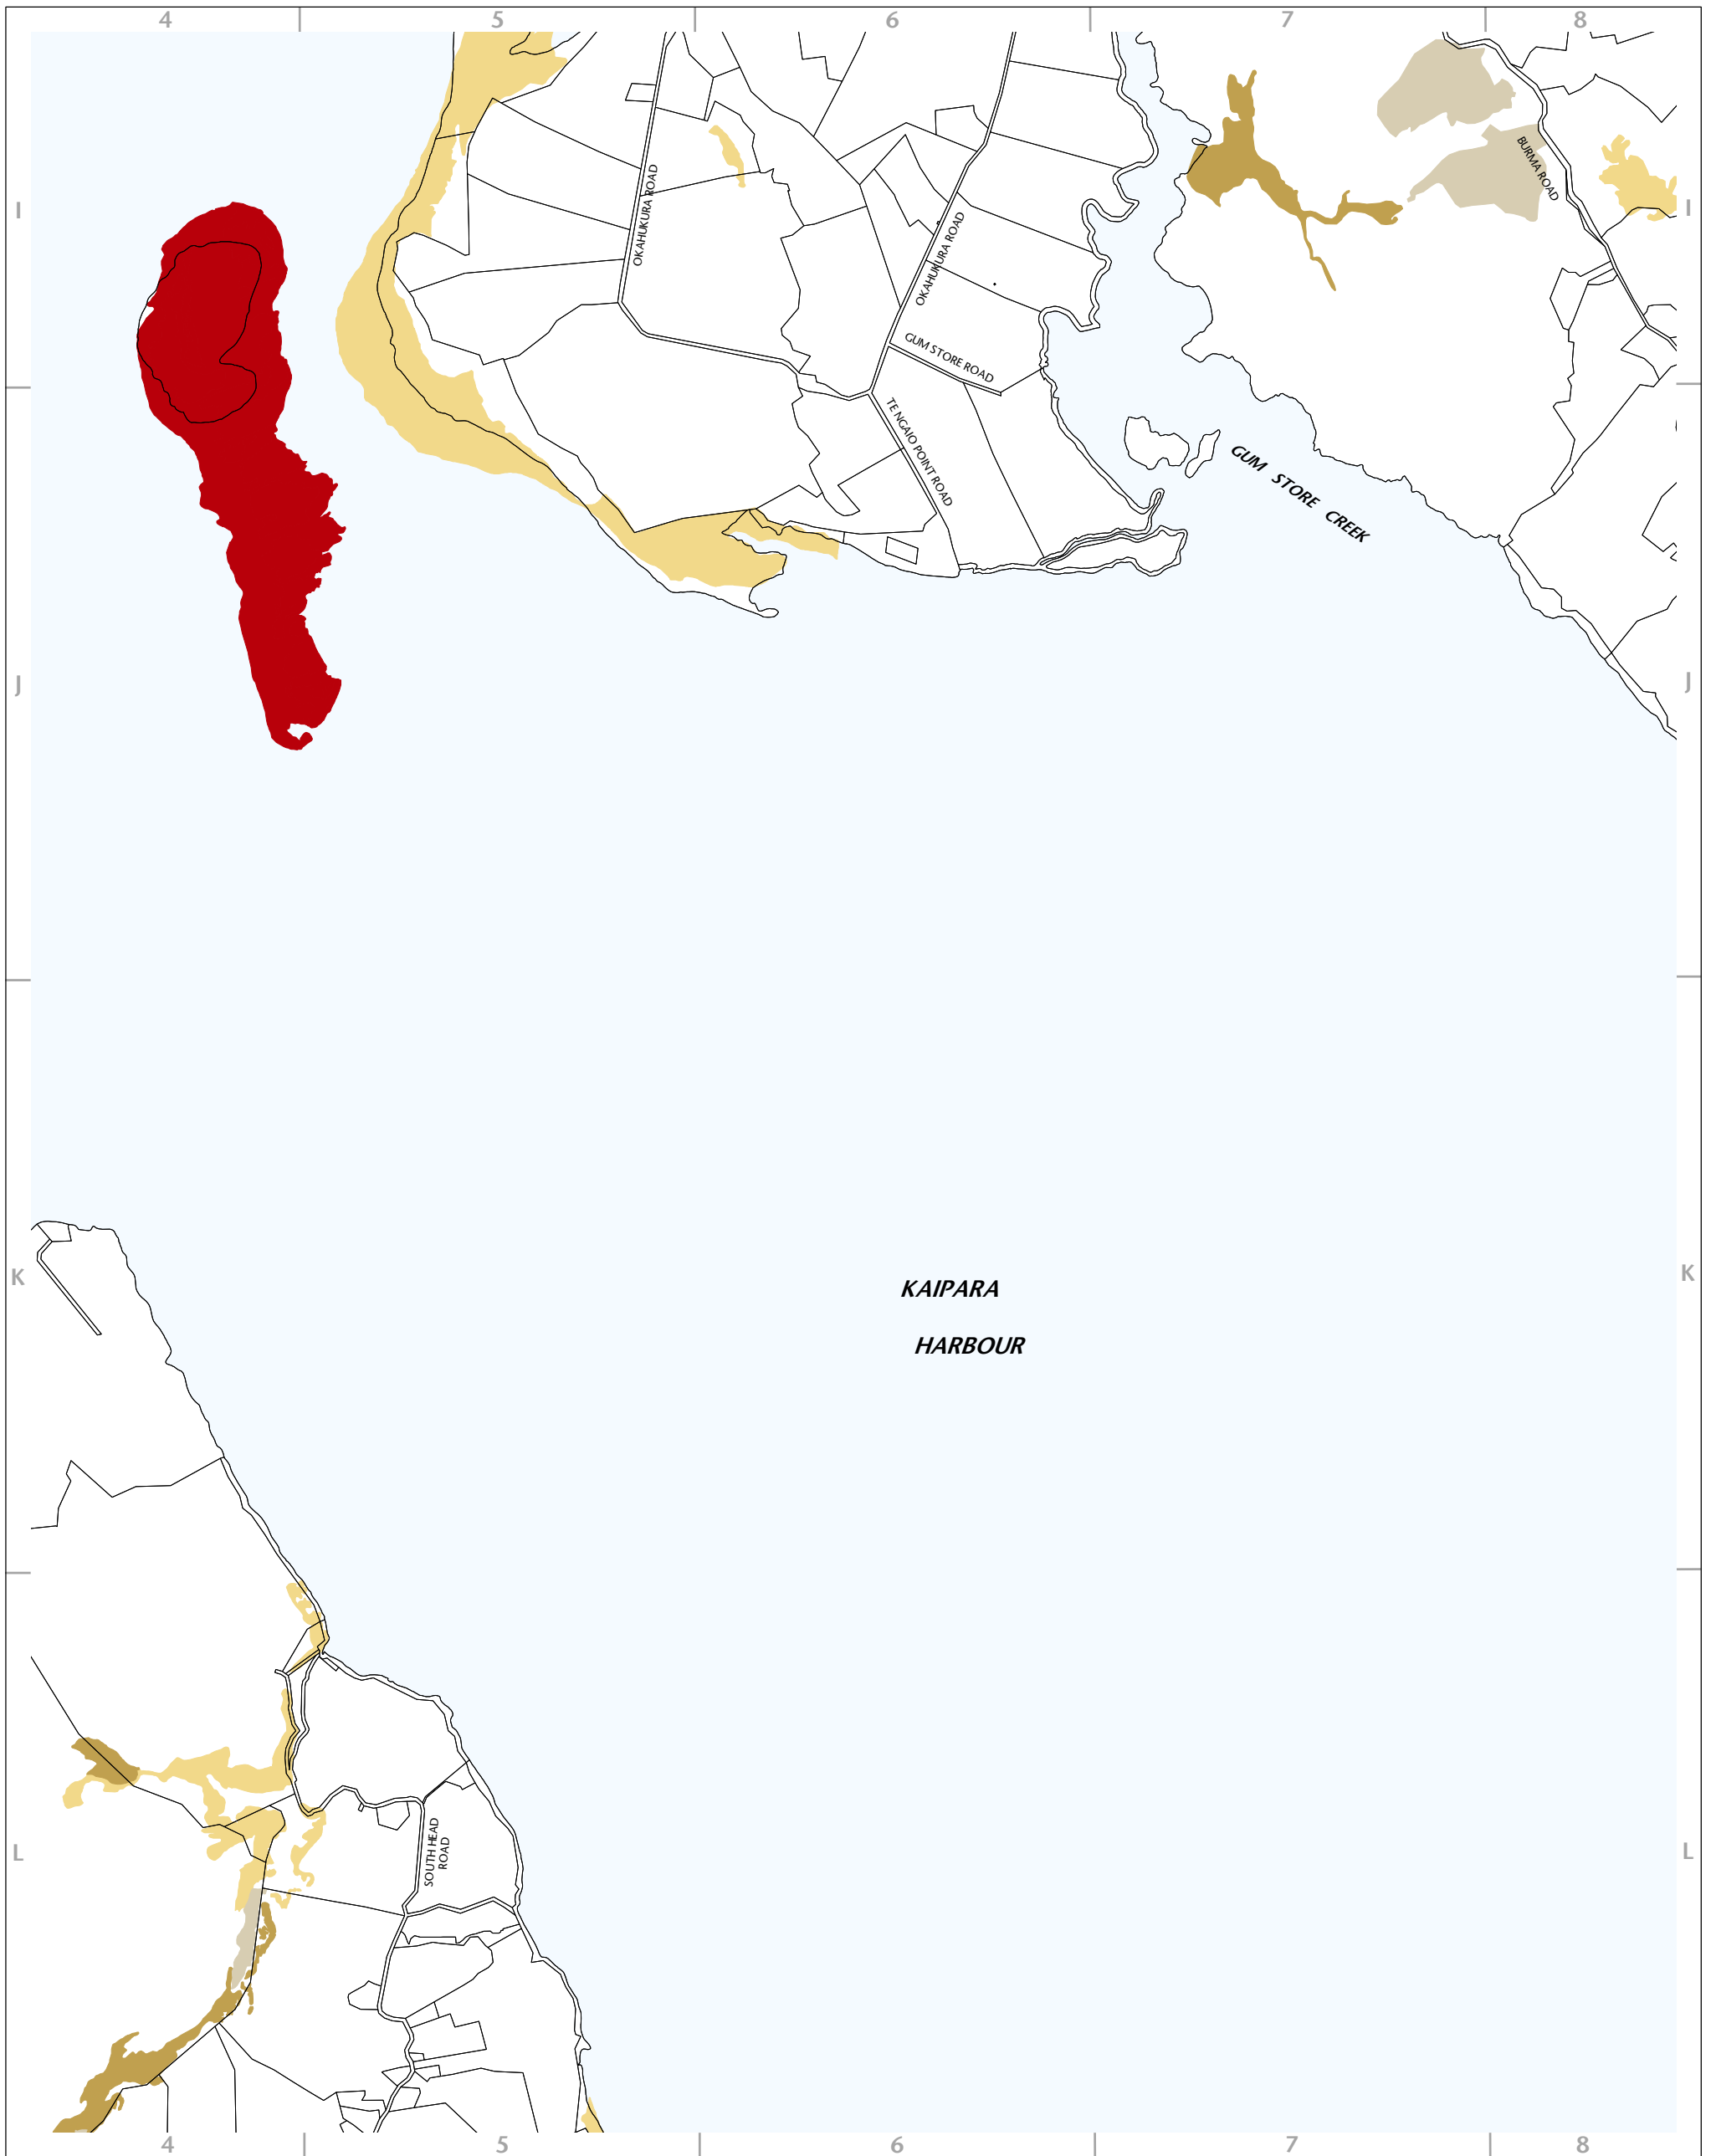 4 5 6 7 8
BURMA ROAD
OKAHUKURA ROAD
I I
OKAHUKURA ROAD
GUM STORE ROAD
TE NGAIO POINT ROAD
GUM STORE CREEK
J J
K K
KAIPARA
HARBOUR
SOUTH HEAD
ROAD
L L
4 5 6 7 8